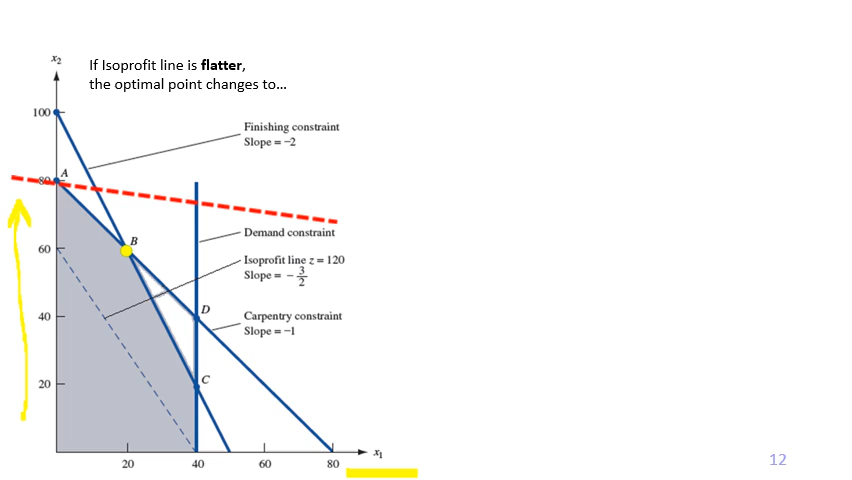 If Isoprofit line is flatter,
the optimal point changes to…
x2
100
Finishing constraint
Slope = −2
80
A
Demand constraint
60
B
Isoprofit line z = 120
Slope = − 3/2
40
D
Carpentry constraint
Slope = −1
20
C
x1
20 40 60 80
12